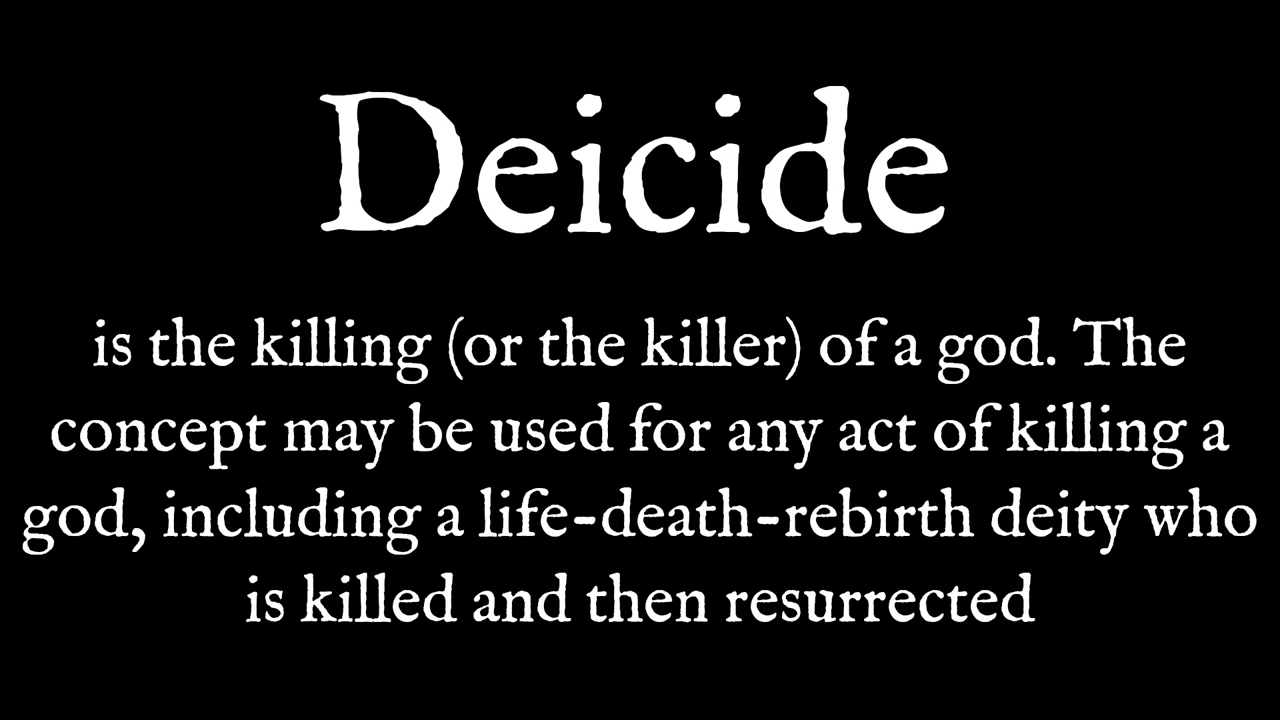 Deicide
is the killing (or the killer) of a god. The
concept may be used for any act of killing a
god, including a life-death-rebirth deity who
is killed and then resurrected